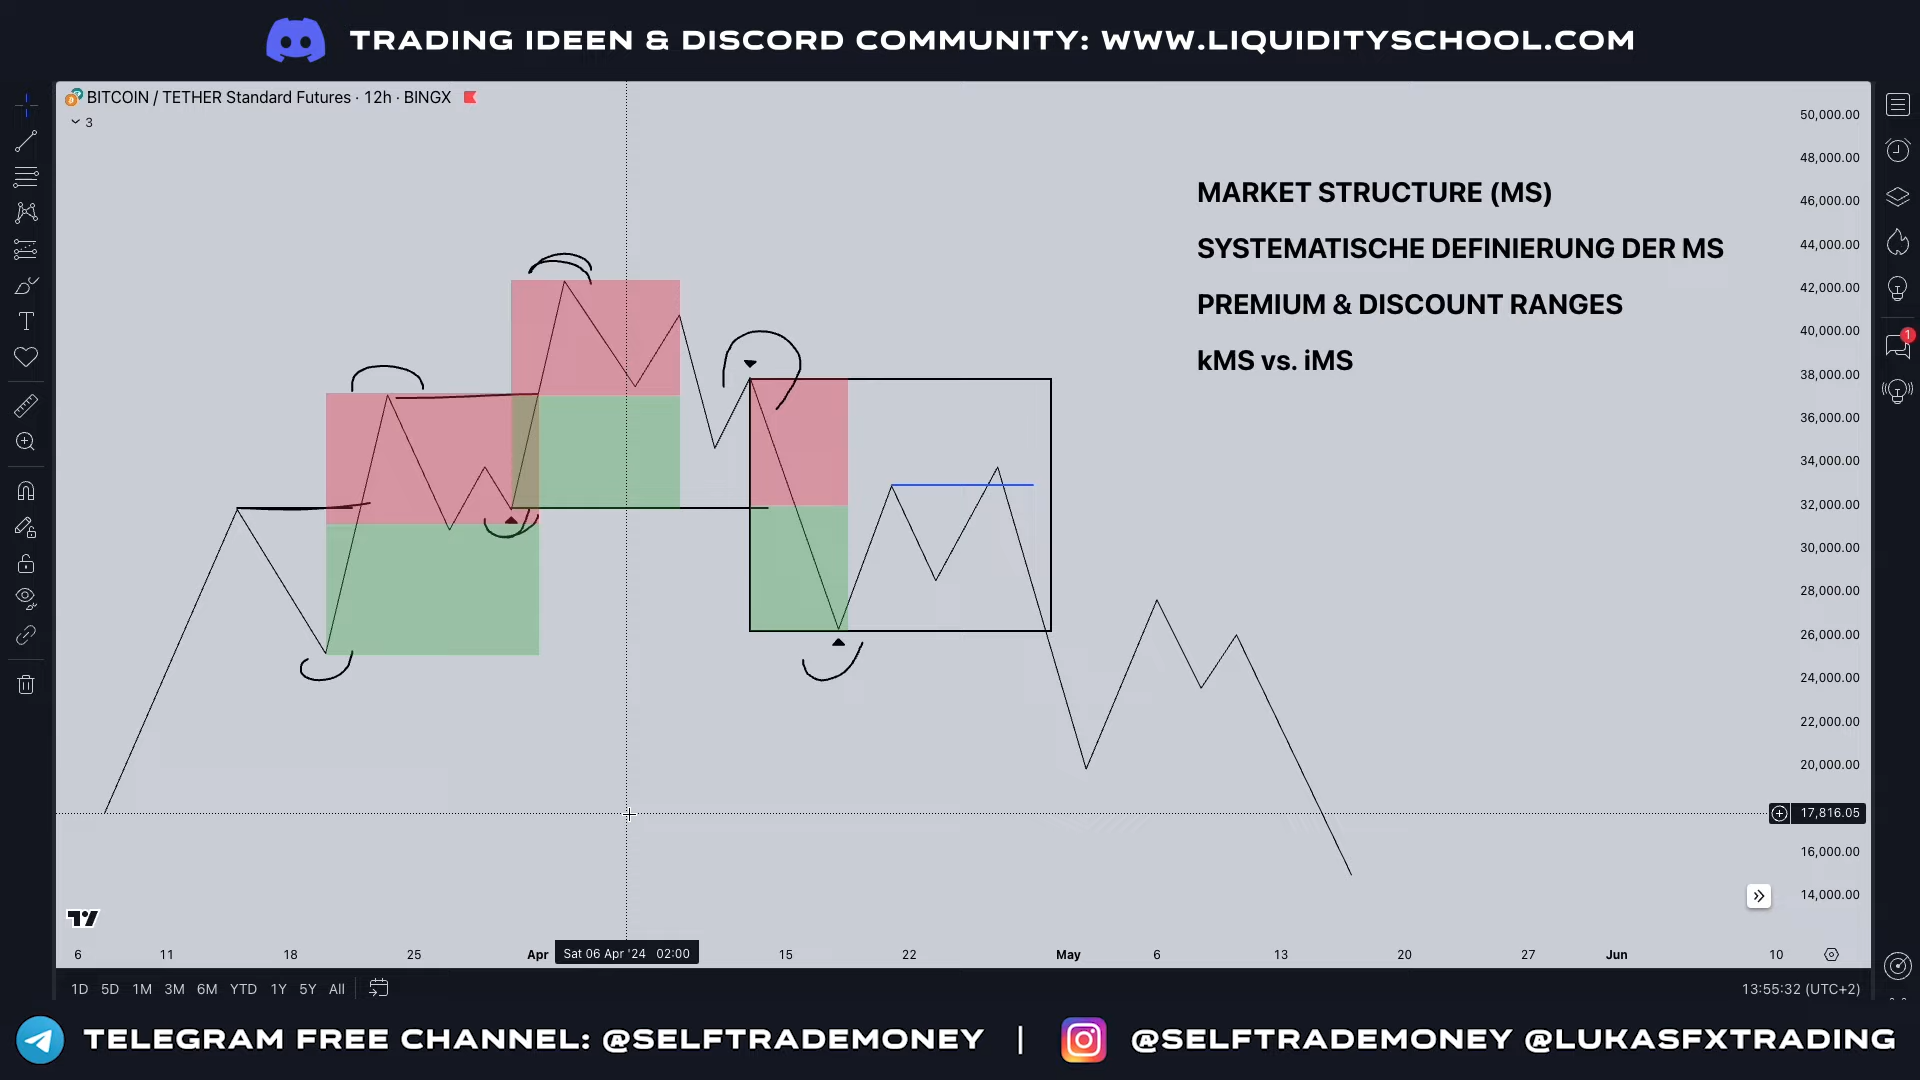 TRADING IDEEN & DISCORD COMMUNITY: WWW.LIQUIDITYSCHOOL.COM
BITCOIN / TETHER Standard Futures · 12h · BINGX
3
MARKET STRUCTURE (MS)
SYSTEMATISCHE DEFINIERUNG DER MS
PREMIUM & DISCOUNT RANGES
kMS vs. iMS
50,000.00
48,000.00
46,000.00
44,000.00
42,000.00
40,000.00
38,000.00
36,000.00
34,000.00
32,000.00
30,000.00
28,000.00
26,000.00
24,000.00
22,000.00
20,000.00
17,816.05
16,000.00
14,000.00
1
6 11 18 25 Apr Sat 06 Apr '24 02:00 15 22 May 6 13 20 27 Jun 10
1D 5D 1M 3M 6M YTD 1Y 5Y All 13:55:32 (UTC+2)
TELEGRAM FREE CHANNEL: @SELFTRADEMONEY | @SELFTRADEMONEY @LUKASFXTRADING